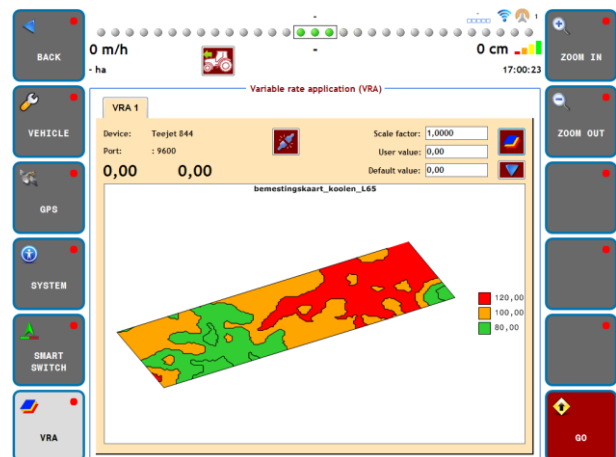 -
1
BACK
0 m/h
-
0 cm
ZOOM IN
- ha
17:00:23
Variable rate application (VRA)
VRA 1
VEHICLE
Device: Teejet 844
Scale factor: 1,0000
ZOOM OUT
Port: : 9600
User value: 0,00
0,00 0,00
Default value: 0,00
bemestingskaart_koolen_L65
GPS
SYSTEM
120,00
100,00
80,00
SMART
SWITCH
VRA
GO